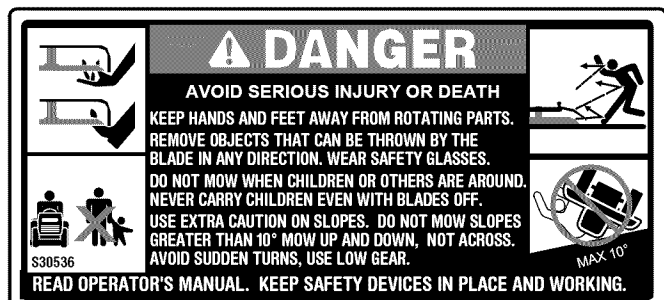 DANGER
AVOID SERIOUS INJURY OR DEATH
KEEP HANDS AND FEET AWAY FROM ROTATING PARTS.
REMOVE OBJECTS THAT CAN BE THROWN BY THE
BLADE IN ANY DIRECTION. WEAR SAFETY GLASSES.
DO NOT MOW WHEN CHILDREN OR OTHERS ARE AROUND.
NEVER CARRY CHILDREN EVEN WITH BLADES OFF.
USE EXTRA CAUTION ON SLOPES. DO NOT MOW SLOPES
GREATER THAN 10° MOW UP AND DOWN, NOT ACROSS.
AVOID SUDDEN TURNS, USE LOW GEAR.
S30536
MAX 10°
READ OPERATOR'S MANUAL. KEEP SAFETY DEVICES IN PLACE AND WORKING.